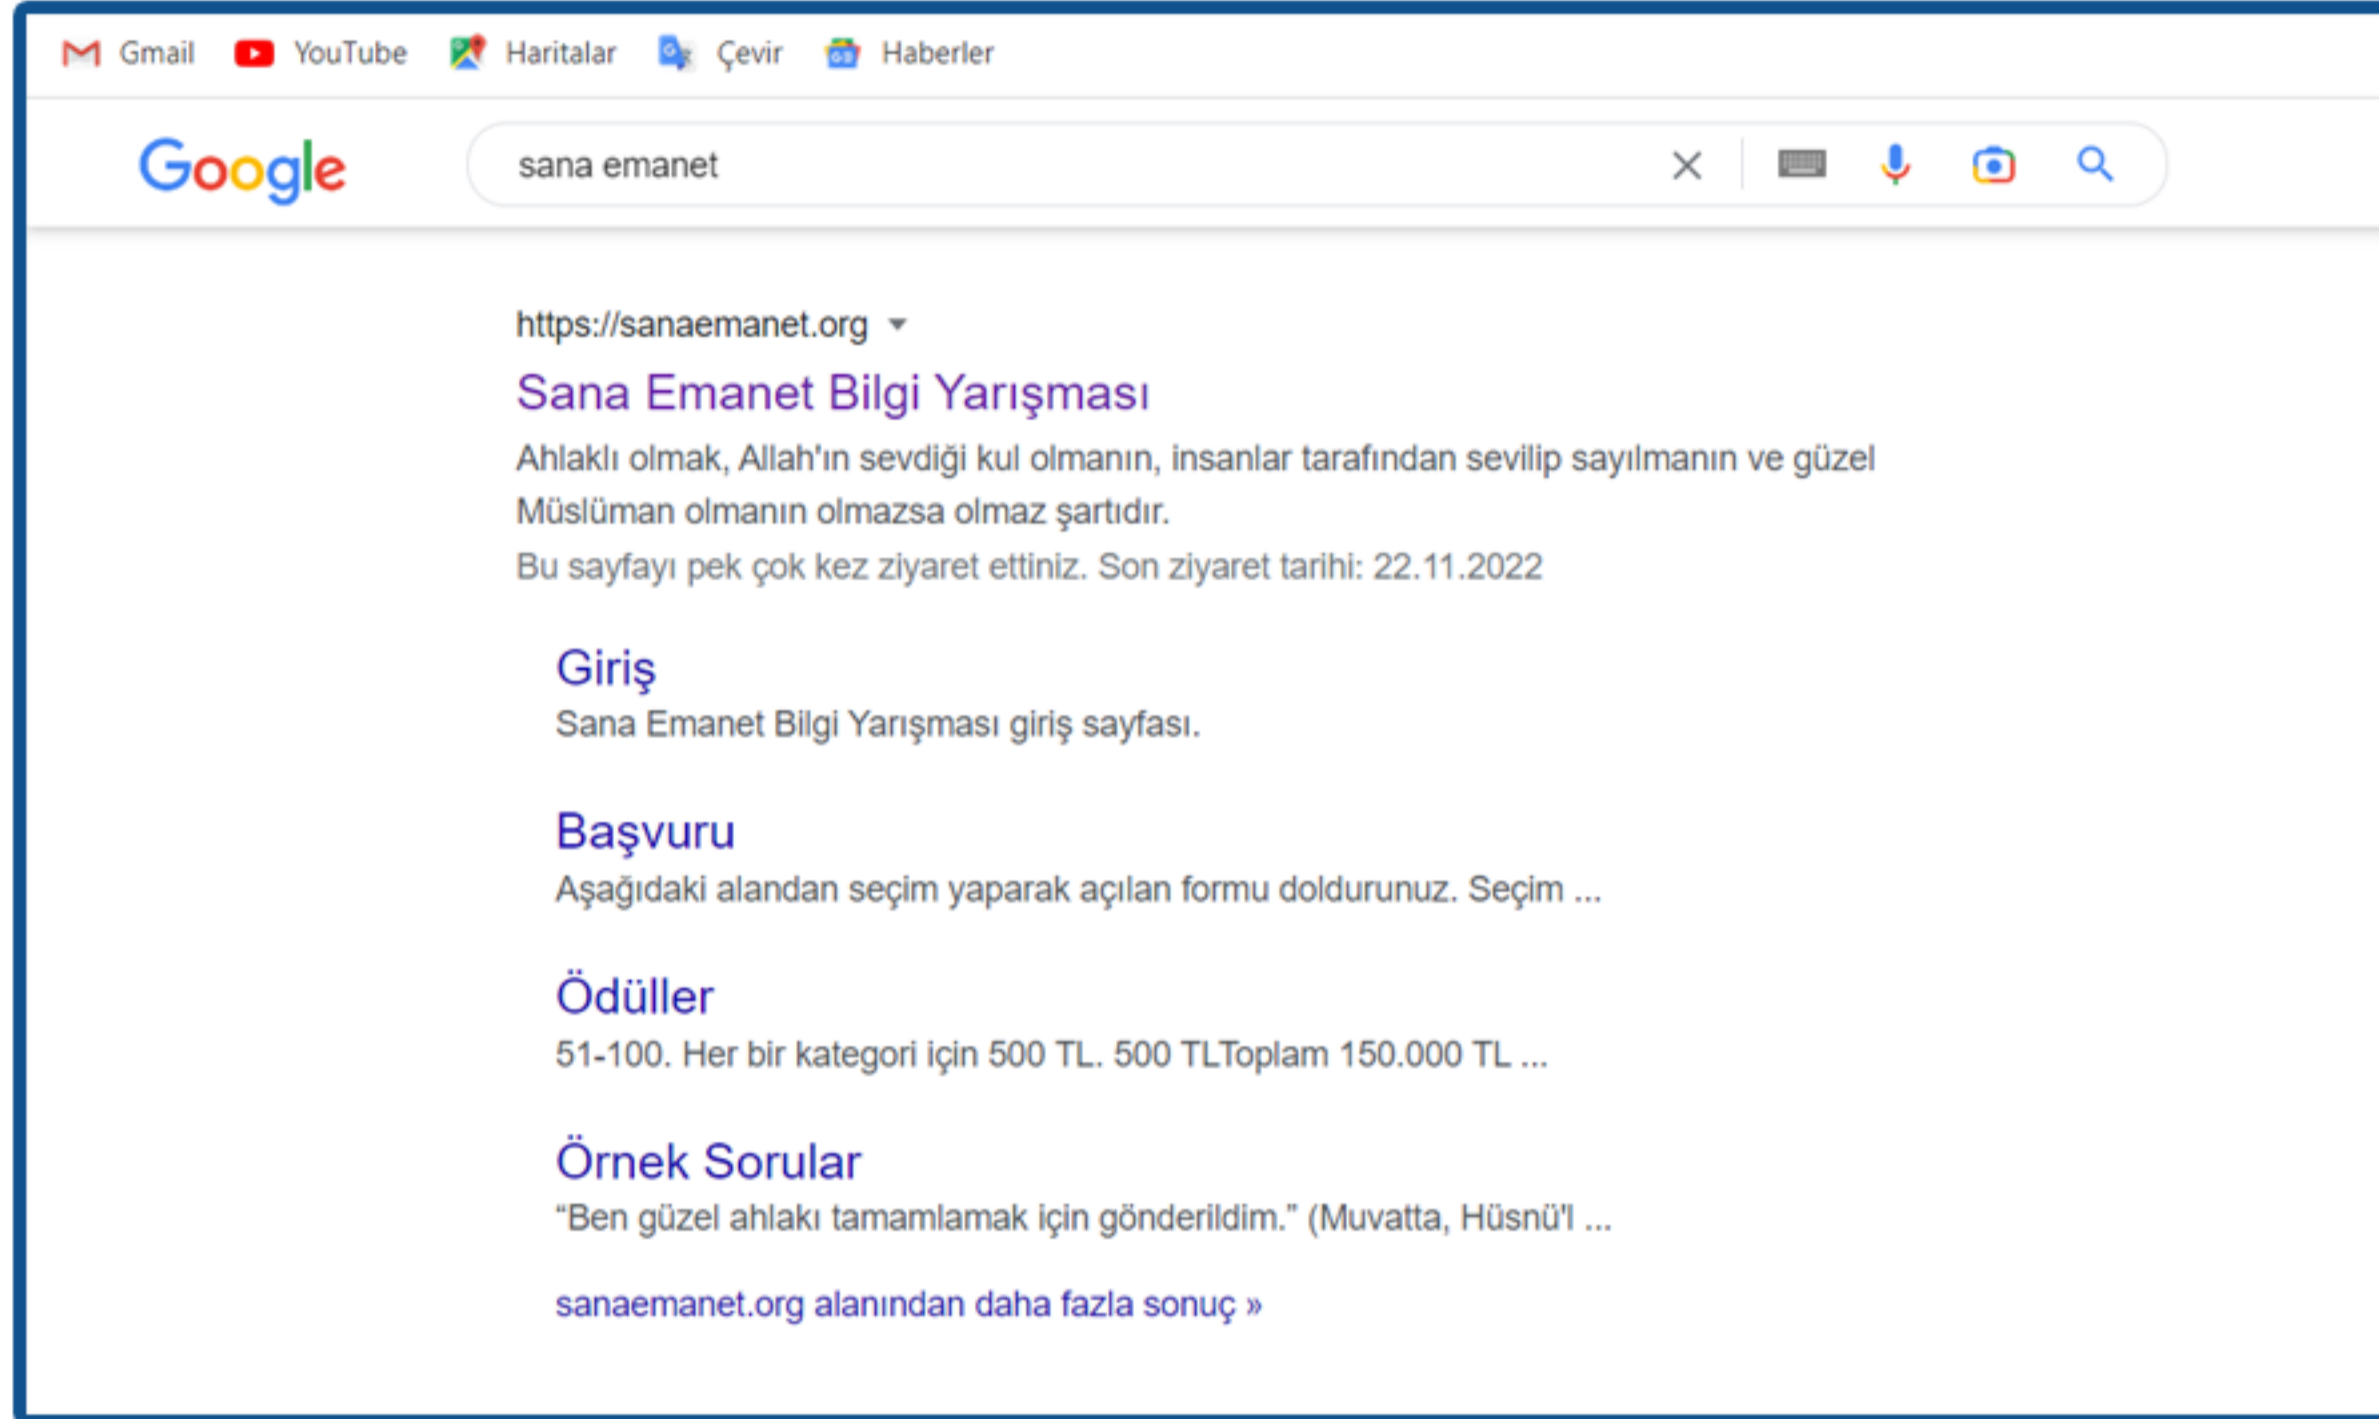 Gmail YouTube Haritalar Çevir Haberler
Google sana emanet
https://sanaemanet.org
Sana Emanet Bilgi Yarışması
Ahlaklı olmak, Allah'ın sevdiği kul olmanın, insanlar tarafından sevilip sayılmanın ve güzel
Müslüman olmanın olmazsa olmaz şartıdır.
Bu sayfayı pek çok kez ziyaret ettiniz. Son ziyaret tarihi: 22.11.2022
Giriş
Sana Emanet Bilgi Yarışması giriş sayfası.
Başvuru
Aşağıdaki alandan seçim yaparak açılan formu doldurunuz. Seçim ...
Ödüller
51-100. Her bir kategori için 500 TL. 500 TLToplam 150.000 TL ...
Örnek Sorular
“Ben güzel ahlakı tamamlamak için gönderildim.” (Muvatta, Hüsnü'l ...
sanaemanet.org alanından daha fazla sonuç »